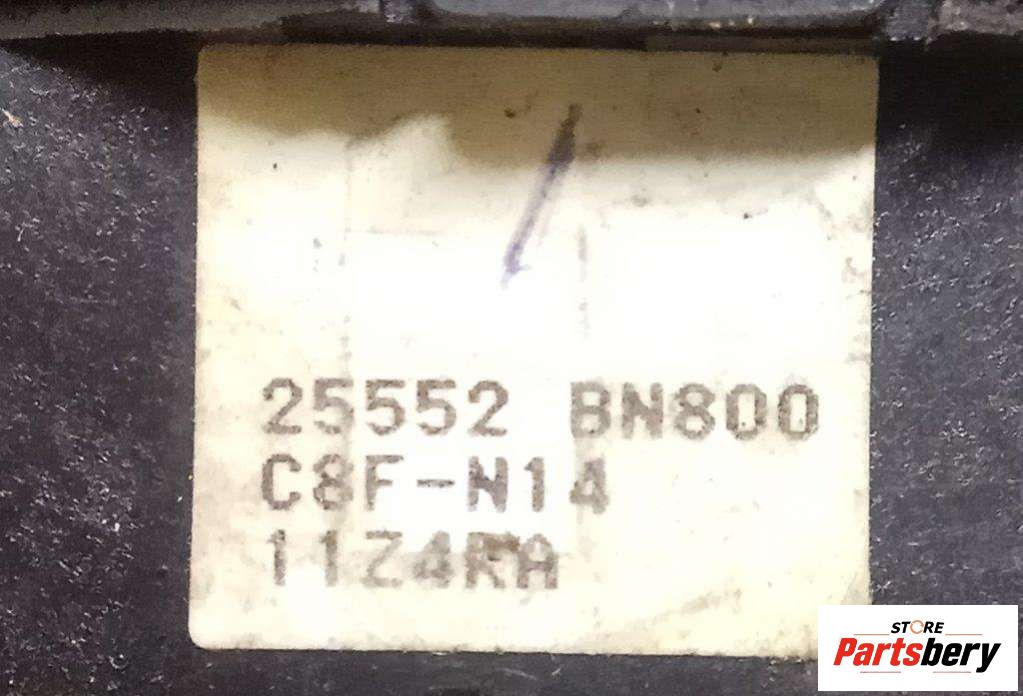 25552 BN800
C8F-N14
11Z4RA
STORE
Partsbery